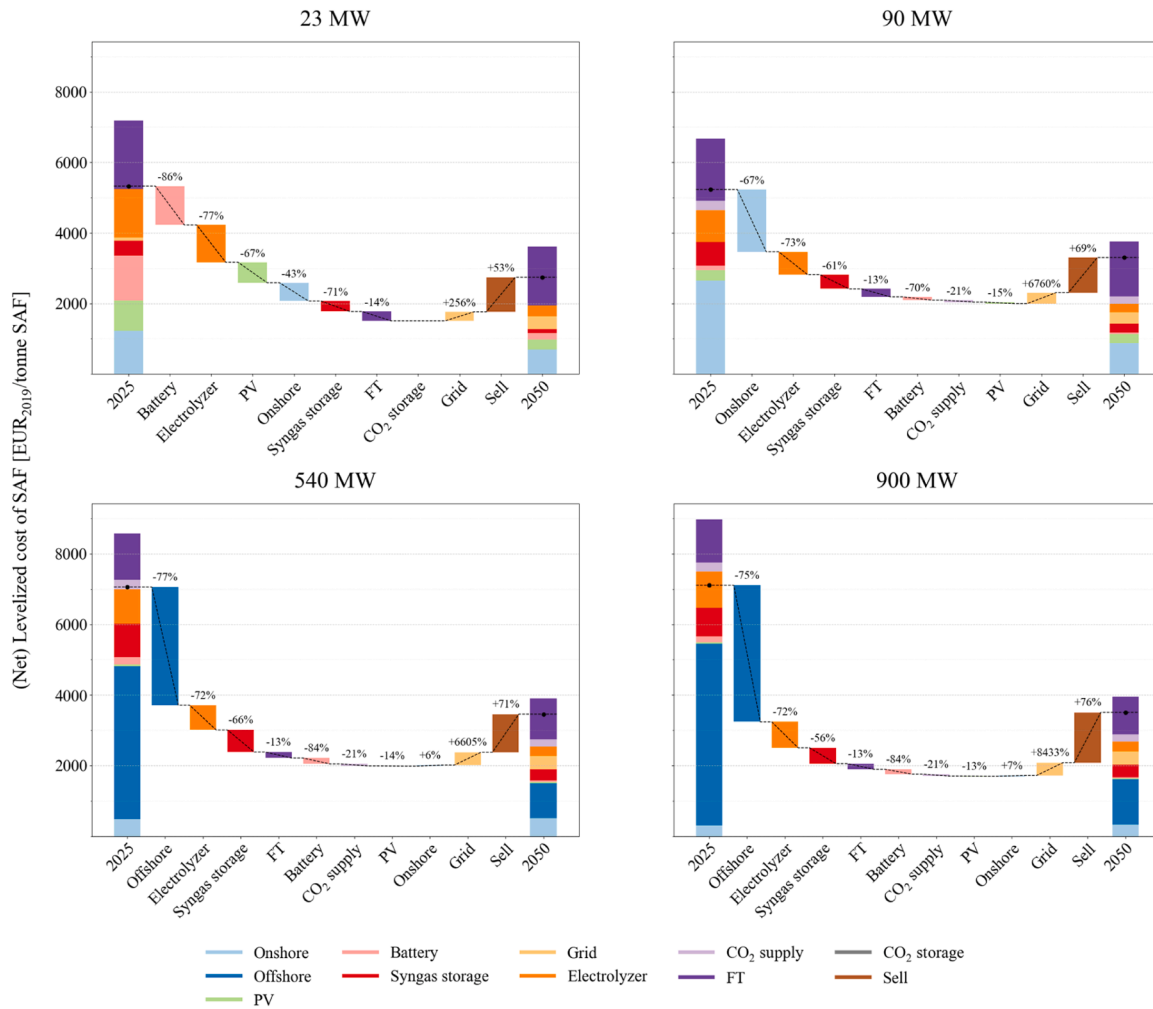 23 MW
90 MW
(Net) Levelized cost of SAF [EUR₂₀₁₉/tonne SAF]
8000
6000
4000
2000
-86%
-77%
-67%
-43%
-71%
-14%
+256%
+53%
2025
Battery
Electrolyzer
PV
Onshore
Syngas storage
FT
CO₂ storage
Grid
Sell
2050
-67%
-73%
-61%
-13%
-70%
-21%
-15%
+6760%
+69%
2025
Onshore
Electrolyzer
Syngas storage
FT
Battery
CO₂ supply
PV
Grid
Sell
2050
540 MW
900 MW
8000
6000
4000
2000
-77%
-72%
-66%
-13%
-84%
-21%
-14%
+6%
+6605%
+71%
2025
Offshore
Electrolyzer
Syngas storage
FT
Battery
CO₂ supply
PV
Onshore
Grid
Sell
2050
-75%
-72%
-56%
-13%
-84%
-21%
-13%
+7%
+8433%
+76%
2025
Offshore
Electrolyzer
Syngas storage
FT
Battery
CO₂ supply
PV
Onshore
Grid
Sell
2050
Onshore
Offshore
PV
Battery
Syngas storage
Grid
Electrolyzer
CO₂ supply
FT
CO₂ storage
Sell